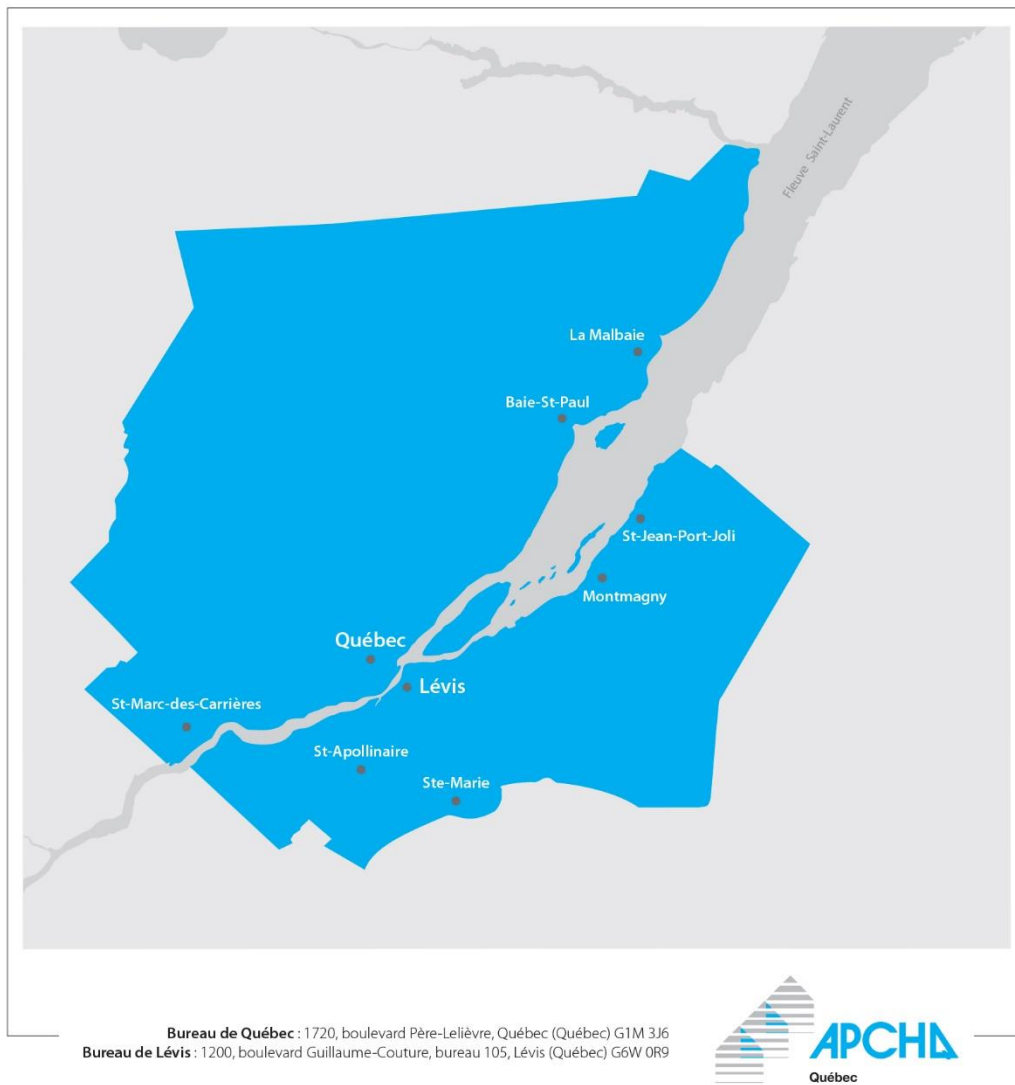 Fleuve Saint-Laurent
La Malbaie
Baie-St-Paul
St-Jean-Port-Joli
Montmagny
Québec
Lévis
St-Marc-des-Carrières
St-Apollinaire
Ste-Marie
Bureau de Québec : 1720, boulevard Père-Lelièvre, Québec (Québec) G1M 3J6
Bureau de Lévis : 1200, boulevard Guillaume-Couture, bureau 105, Lévis (Québec) G6W 0R9
APCHQ
Québec